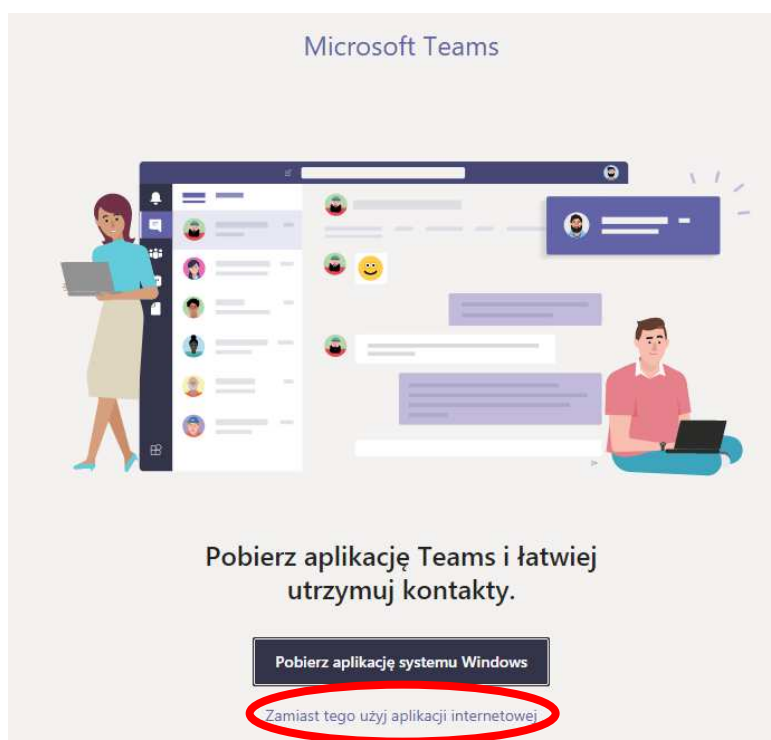 Microsoft Teams
Pobierz aplikację Teams i łatwiej
utrzymuj kontakty.
Pobierz aplikację systemu Windows
Zamiast tego użyj aplikacji internetowej